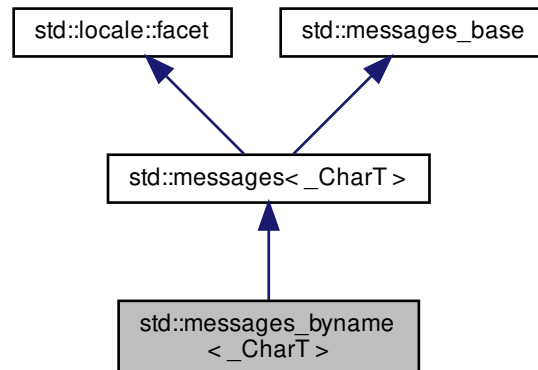 std::locale::facet
std::messages_base
std::messages< _CharT >
std::messages_byname
< _CharT >